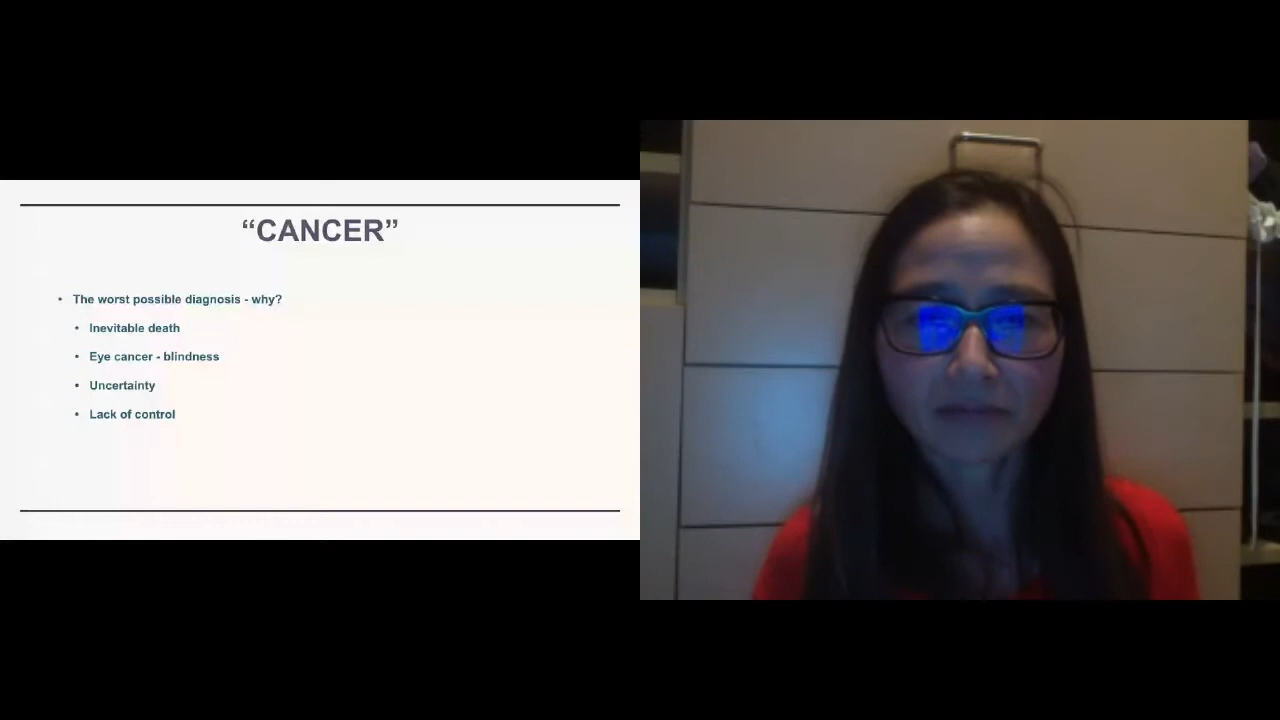 “CANCER”
• The worst possible diagnosis - why?
• Inevitable death
• Eye cancer - blindness
• Uncertainty
• Lack of control